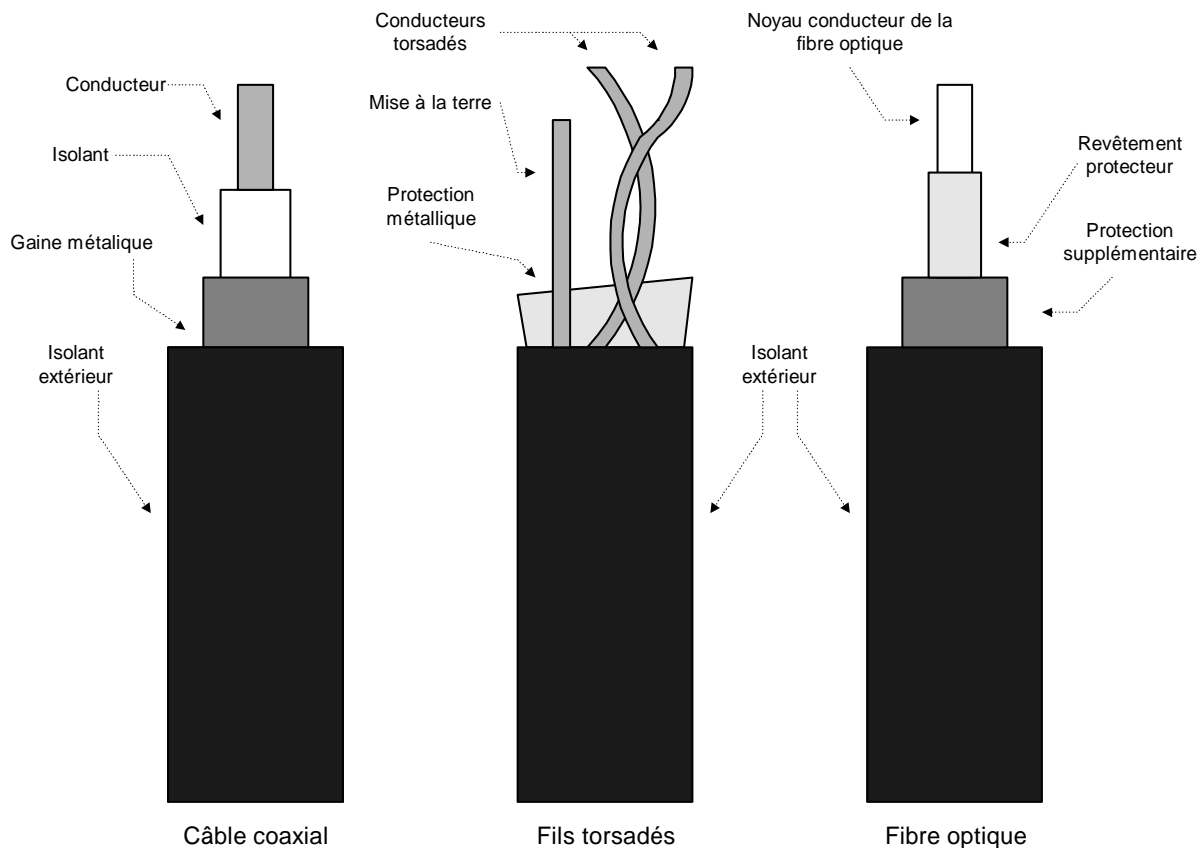 Conducteur
Isolant
Gaine métalique
Isolant
extérieur
Câble coaxial
Conducteurs
torsadés
Mise à la terre
Protection
métallique
Isolant
extérieur
Fils torsadés
Noyau conducteur de la
fibre optique
Revêtement
protecteur
Protection
supplémentaire
Fibre optique